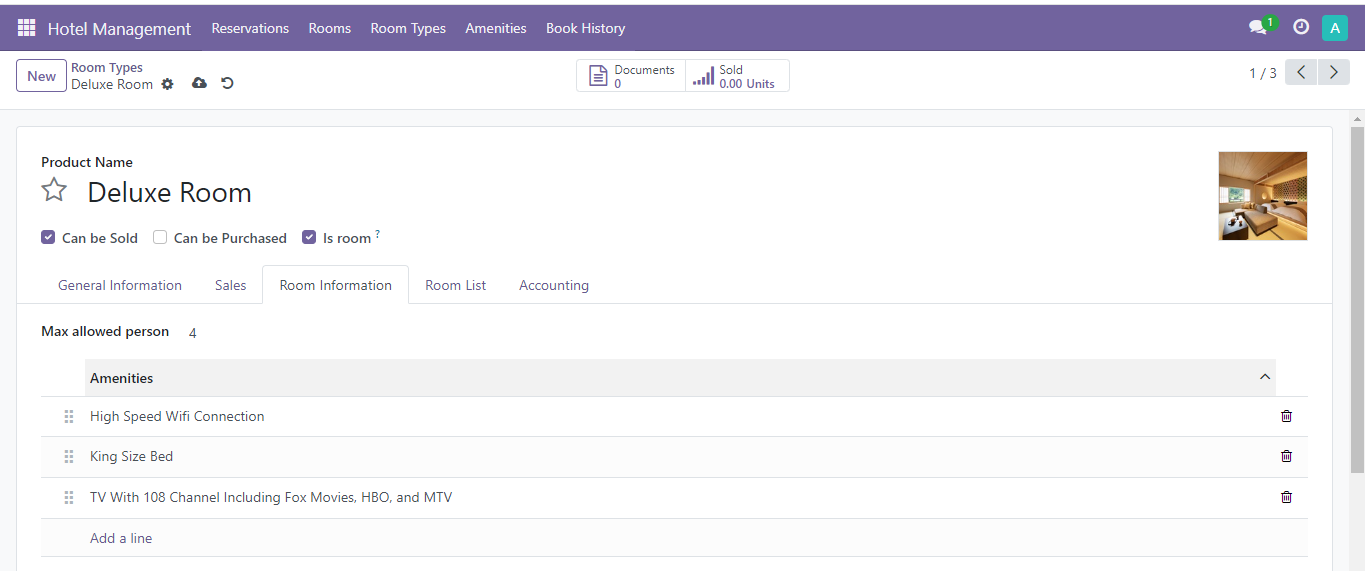 Hotel Management Reservations Rooms Room Types Amenities Book History 1 A
New
Room Types
Deluxe Room
Documents
0
Sold
0.00 Units
1 / 3
Product Name
Deluxe Room
Can be Sold Can be Purchased Is room ?
General Information Sales Room Information Room List Accounting
Max allowed person 4
Amenities
High Speed Wifi Connection
King Size Bed
TV With 108 Channel Including Fox Movies, HBO, and MTV
Add a line